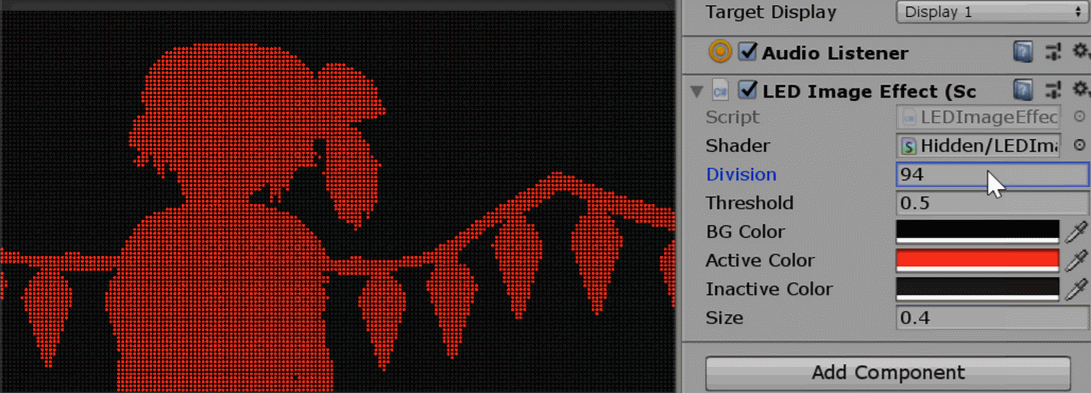 Target Display Display 1
Audio Listener
LED Image Effect (Sc
Script LEDImageEffec
Shader Hidden/LEDIma
Division 94
Threshold 0.5
BG Color
Active Color
Inactive Color
Size 0.4
Add Component